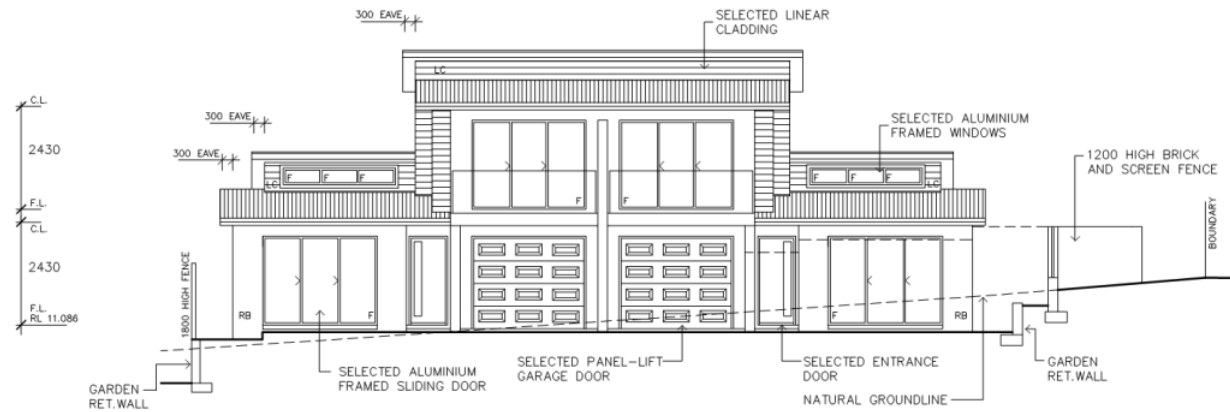 300 EAVE
SELECTED LINEAR
CLADDING
LC
C.L.
300 EAVE
SELECTED ALUMINIUM
FRAMED WINDOWS
2430
300 EAVE
1200 HIGH BRICK
AND SCREEN FENCE
F F F
F F F
LC
LC
F.L.
F
F
C.L.
BOUNDARY
2430
1800 HIGH FENCE
F.L.
RL 11.086
RB
F
F
RB
SELECTED ALUMINIUM
FRAMED SLIDING DOOR
SELECTED PANEL-LIFT
GARAGE DOOR
SELECTED ENTRANCE
DOOR
GARDEN
RET.WALL
GARDEN
RET.WALL
NATURAL GROUNDLINE